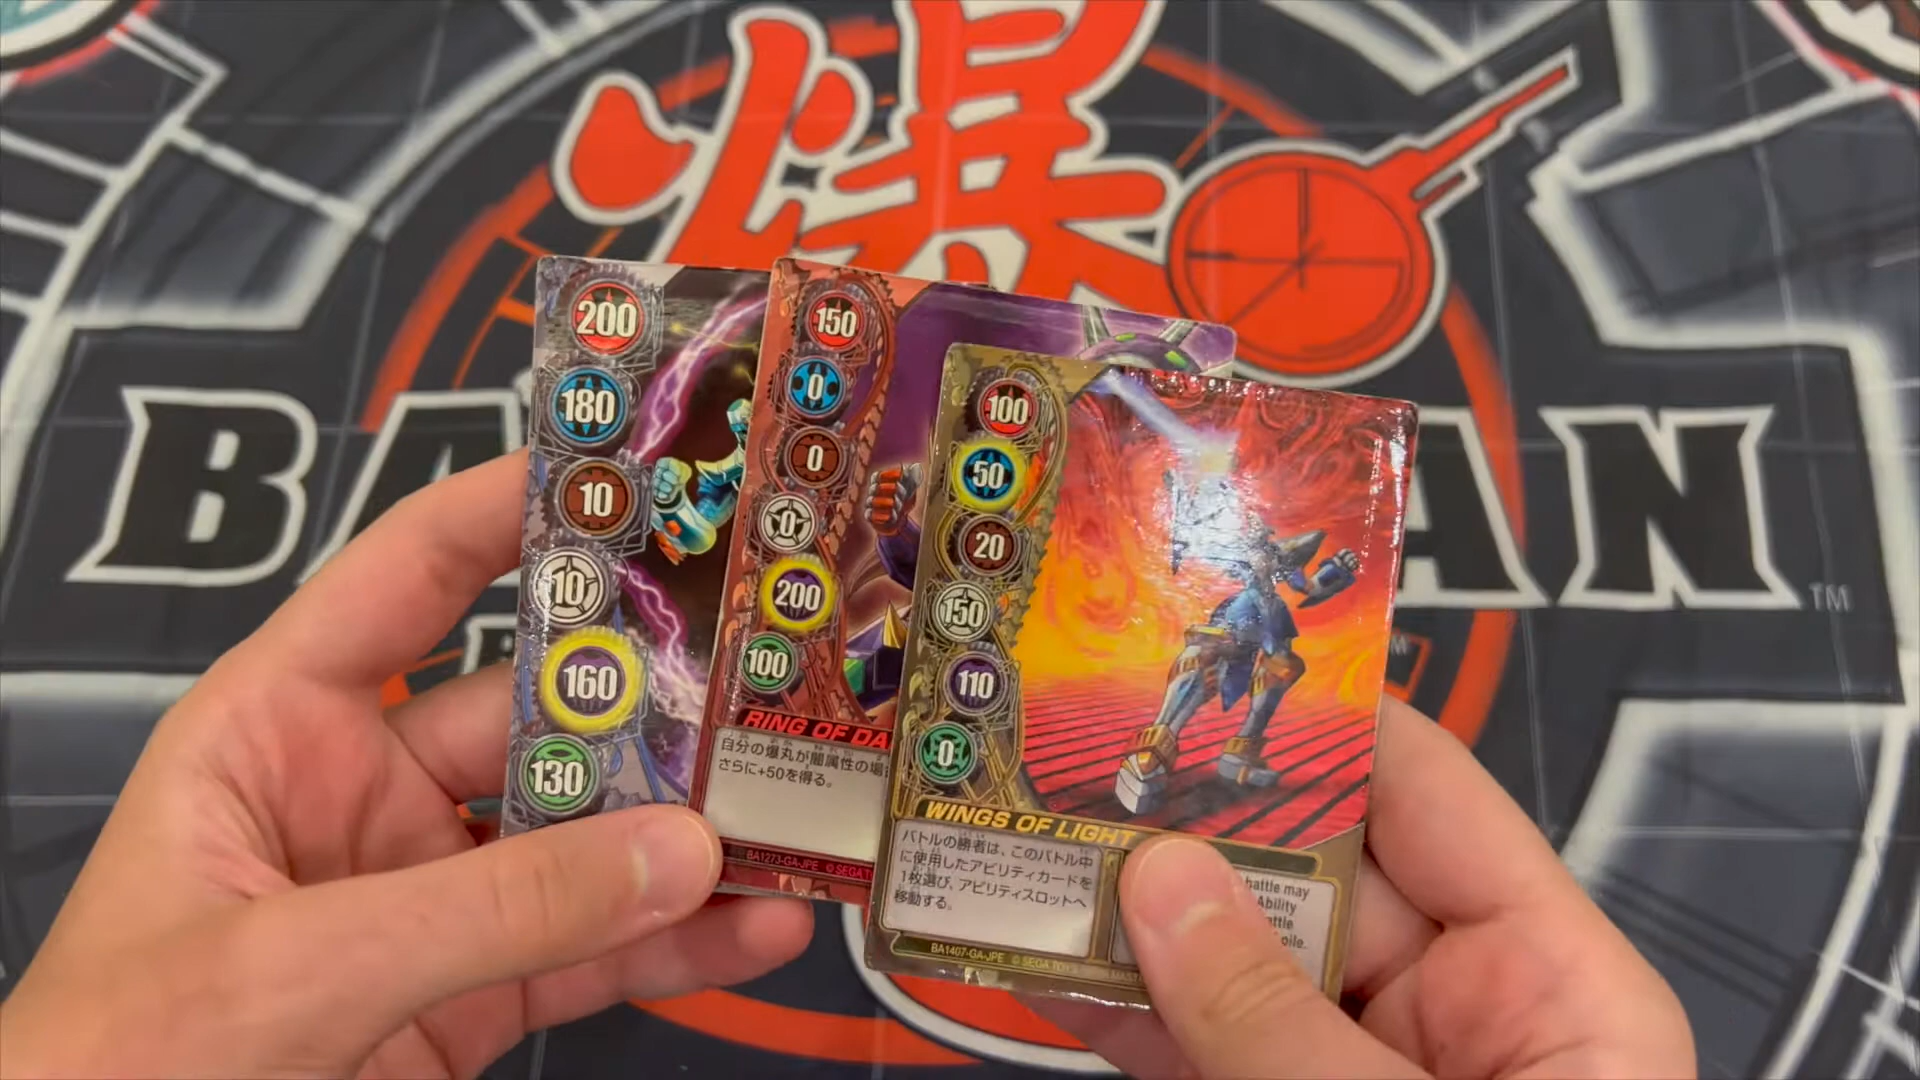 爆
BA AN
TM
200
180
10
10
160
130
150
0
0
0
200
100
RING OF DA
自分の爆丸が闇属性の場
さらに+50を得る。
BA1273-GA-JPE © SEGA TO
100
50
20
150
110
0
WINGS OF LIGHT
バトルの勝者は、このバトル中
に使用したアビリティカードを
1枚選び、アビリティスロットへ
移動する。
battle may
Ability
attle
pile.
BA1407-GA-JPE © SEGA TOYS